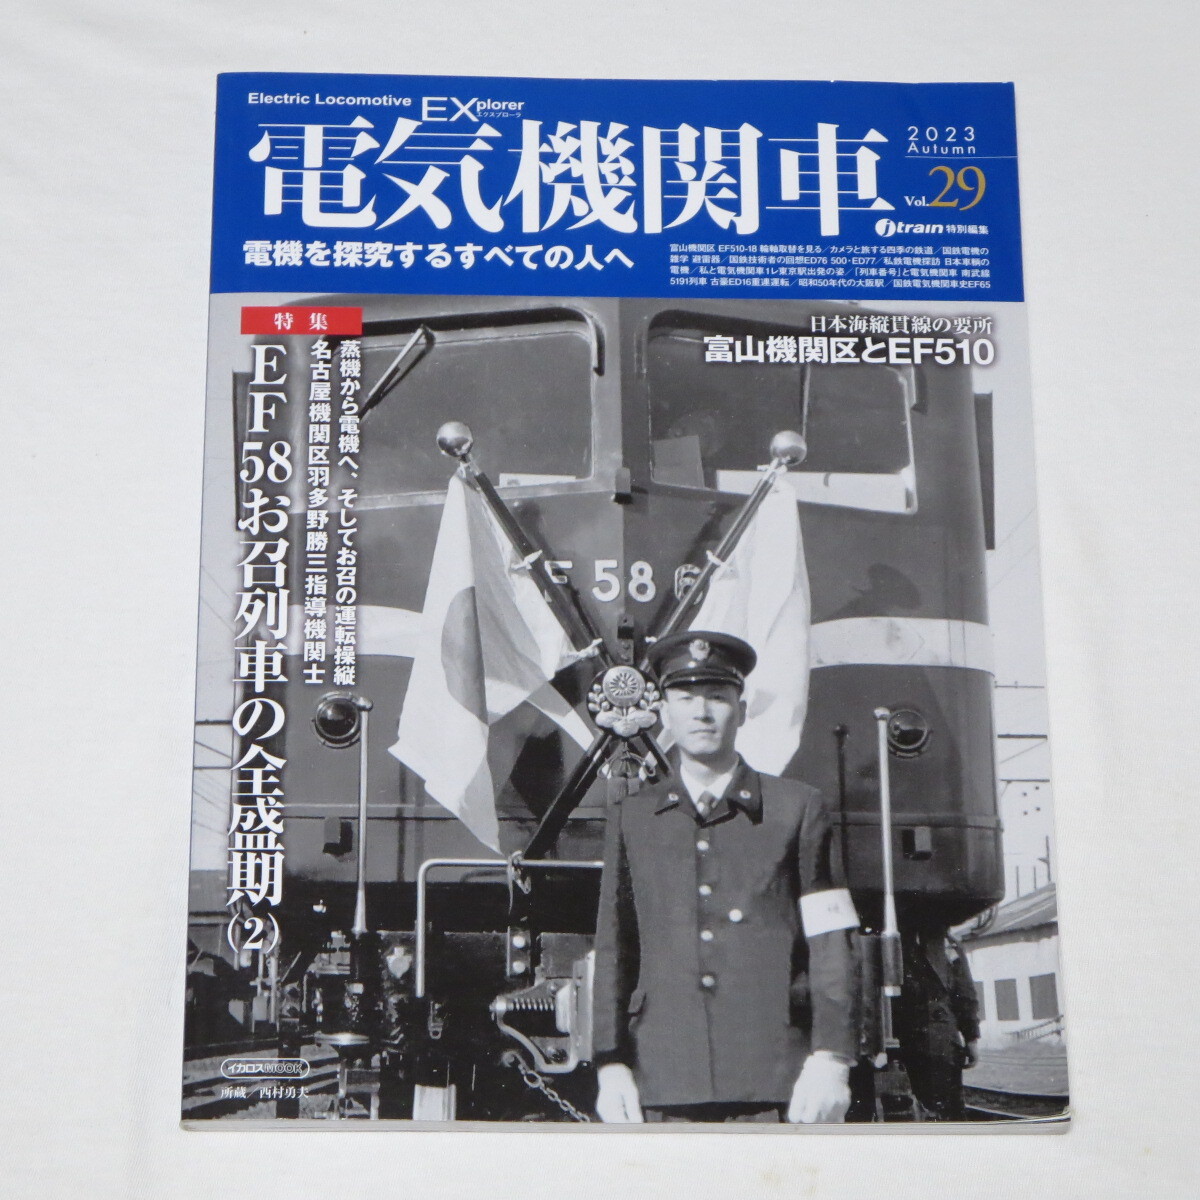 Electric Locomotive EXplorer
エクスプローラ
電気機関車
2023
Autumn
Vol.29
j train 特別編集
電機を探究するすべての人へ
富山機関区 EF510-18 輪軸取替を見る／カメラと旅する四季の鉄道／国鉄電機の
雑学 避雷器／国鉄技術者の回想ED76 500・ED77／私鉄電機探訪 日本車輌の
電機／私と電気機関車1レ東京駅出発の姿／「列車番号」と電気機関車 南武線
5191列車 古豪ED16重連運転／昭和50年代の大阪駅／国鉄電気機関車史EF65
特集
蒸機から電機へ、そしてお召の運転操縦
名古屋機関区羽多野勝三指導機関士
EF58お召列車の全盛期(2)
日本海縦貫線の要所
富山機関区とEF510
EF 58 6
イカロスMOOK
所蔵／西村勇夫